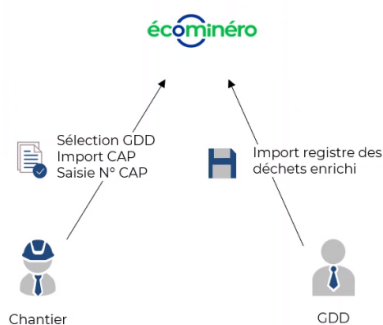 écominéro
Sélection GDD
Import CAP
Saisie N° CAP
Import registre des
déchets enrichi
Chantier
GDD